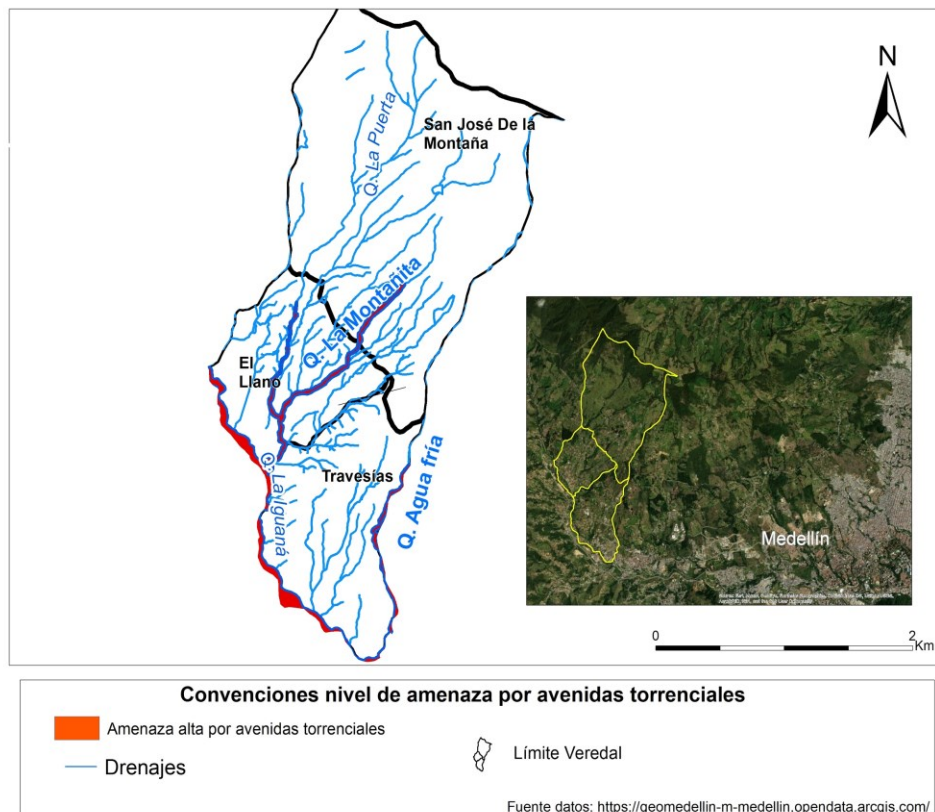 N
San José De la
Montaña
Q. La Puerta
Q. La Montañita
El
Llano
Travesías
Q. La Iguaná
Q. Agua fría
Medellín
0
2
Km
Convenciones nivel de amenaza por avenidas torrenciales
Amenaza alta por avenidas torrenciales
Drenajes
Límite Veredal
Fuente datos: https://geomedellin-m-medellin.opendata.arcgis.com/